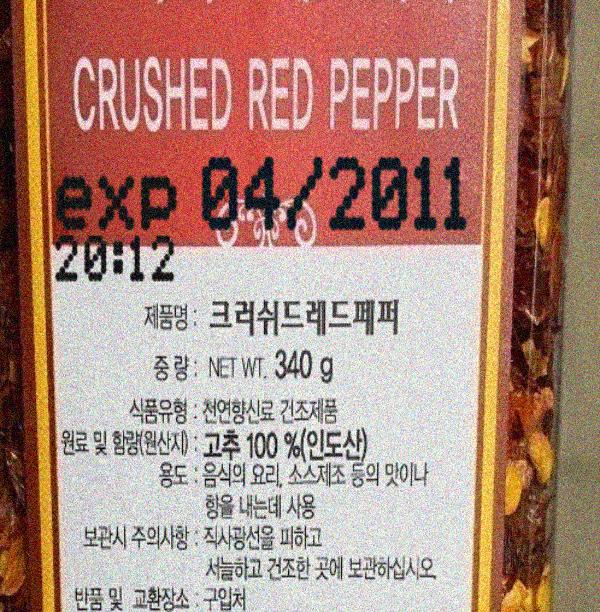 CRUSHED RED PEPPER
exp 04/2011
20:12
제품명 : 크러쉬드레드페퍼
중량 : NET WT. 340 g
식품유형 : 천연향신료 건조제품
원료 및 함량(원산지) : 고추 100 %(인도산)
용도 : 음식의 요리, 소스제조 등의 맛이나
향을 내는데 사용
보관시 주의사항 : 직사광선을 피하고
서늘하고 건조한 곳에 보관하십시오.
반품 및 교환장소 : 구입처